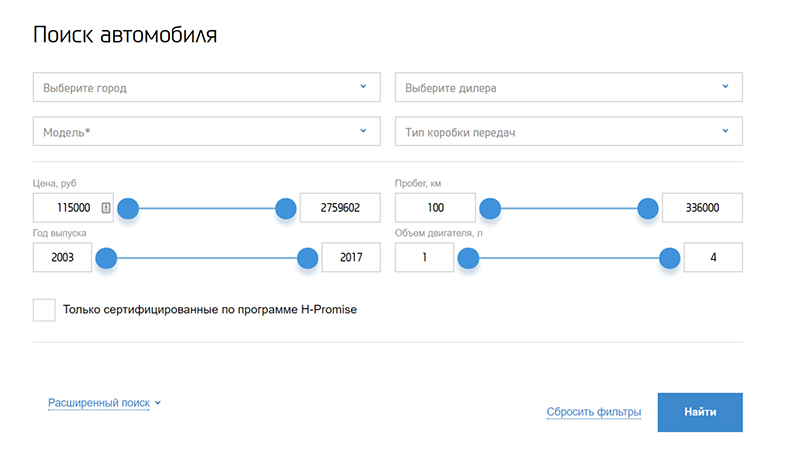 Поиск автомобиля
Выберите город Выберите дилера
Модель* Тип коробки передач
Цена, руб Пробег, км
115000 2759602 100 336000
Год выпуска Объем двигателя, л
2003 2017 1 4
Только сертифицированные по программе H-Promise
Расширенный поиск
Сбросить фильтры Найти